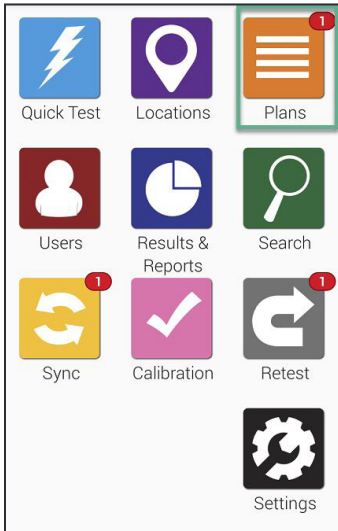 1
Quick Test
Locations
Plans
Users
Results &
Reports
Search
1
1
Sync
Calibration
Retest
Settings